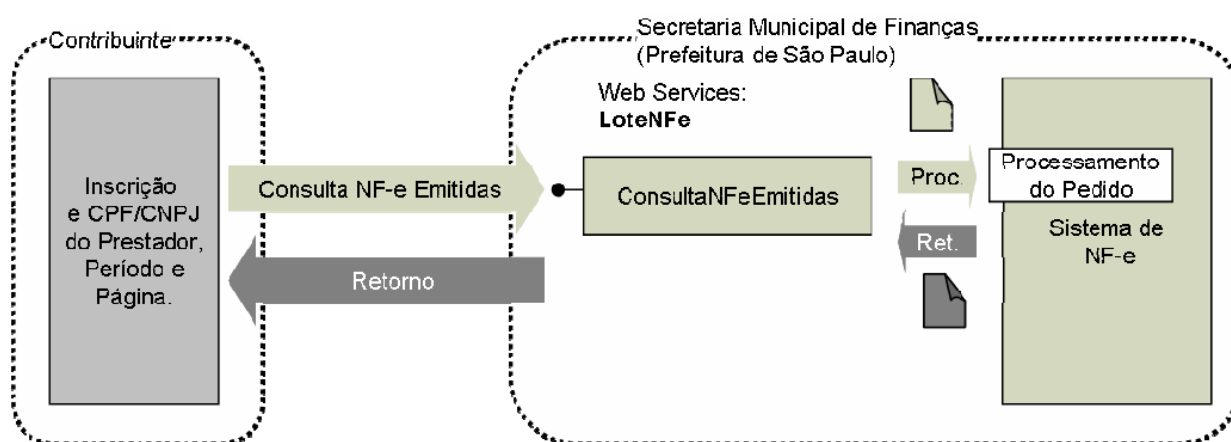 Contribuinte
Inscrição
e CPF/CNPJ
do Prestador,
Período e
Página.
Consulta NF-e Emitidas
Retorno
Secretaria Municipal de Finanças
(Prefeitura de São Paulo)
Web Services:
LoteNFe
ConsultaNFeEmitidas
Proc.
Ret.
Processamento
do Pedido
Sistema de
NF-e